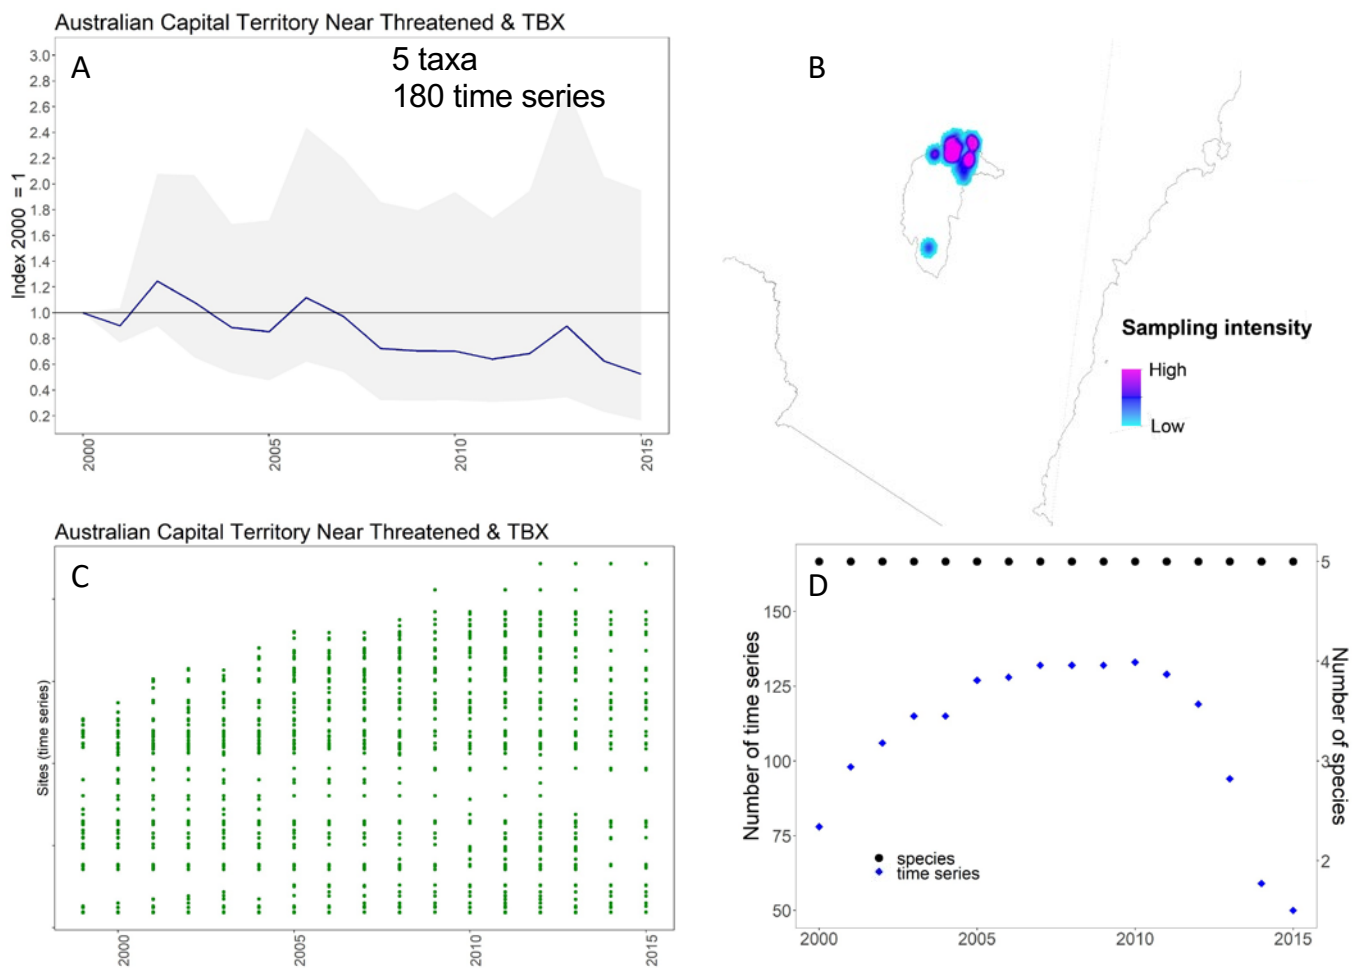 Australian Capital Territory Near Threatened & TBX
A
5 taxa
180 time series
Index 2000 = 1
3.0
2.8
2.6
2.4
2.2
2.0
1.8
1.6
1.4
1.2
1.0
0.8
0.6
0.4
0.2
2000
2005
2010
2015
B
Sampling intensity
High
Low
Australian Capital Territory Near Threatened & TBX
C
Sites (time series)
2000
2005
2010
2015
D
Number of time series
150
125
100
75
50
species
time series
2000
2005
2010
2015
5
4
3
2
Number of species